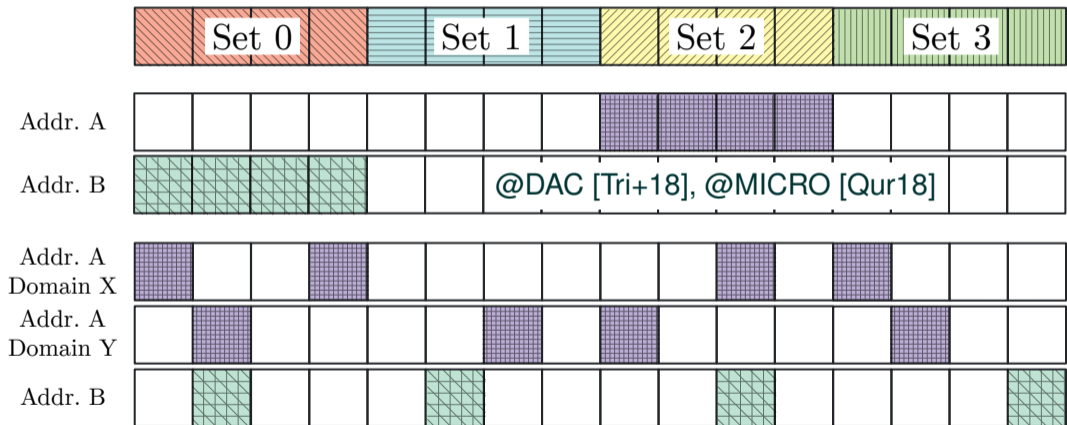 Set 0 Set 1 Set 2 Set 3
Addr. A
Addr. B @DAC [Tri+18], @MICRO [Qur18]
Addr. A
Domain X
Addr. A
Domain Y
Addr. B